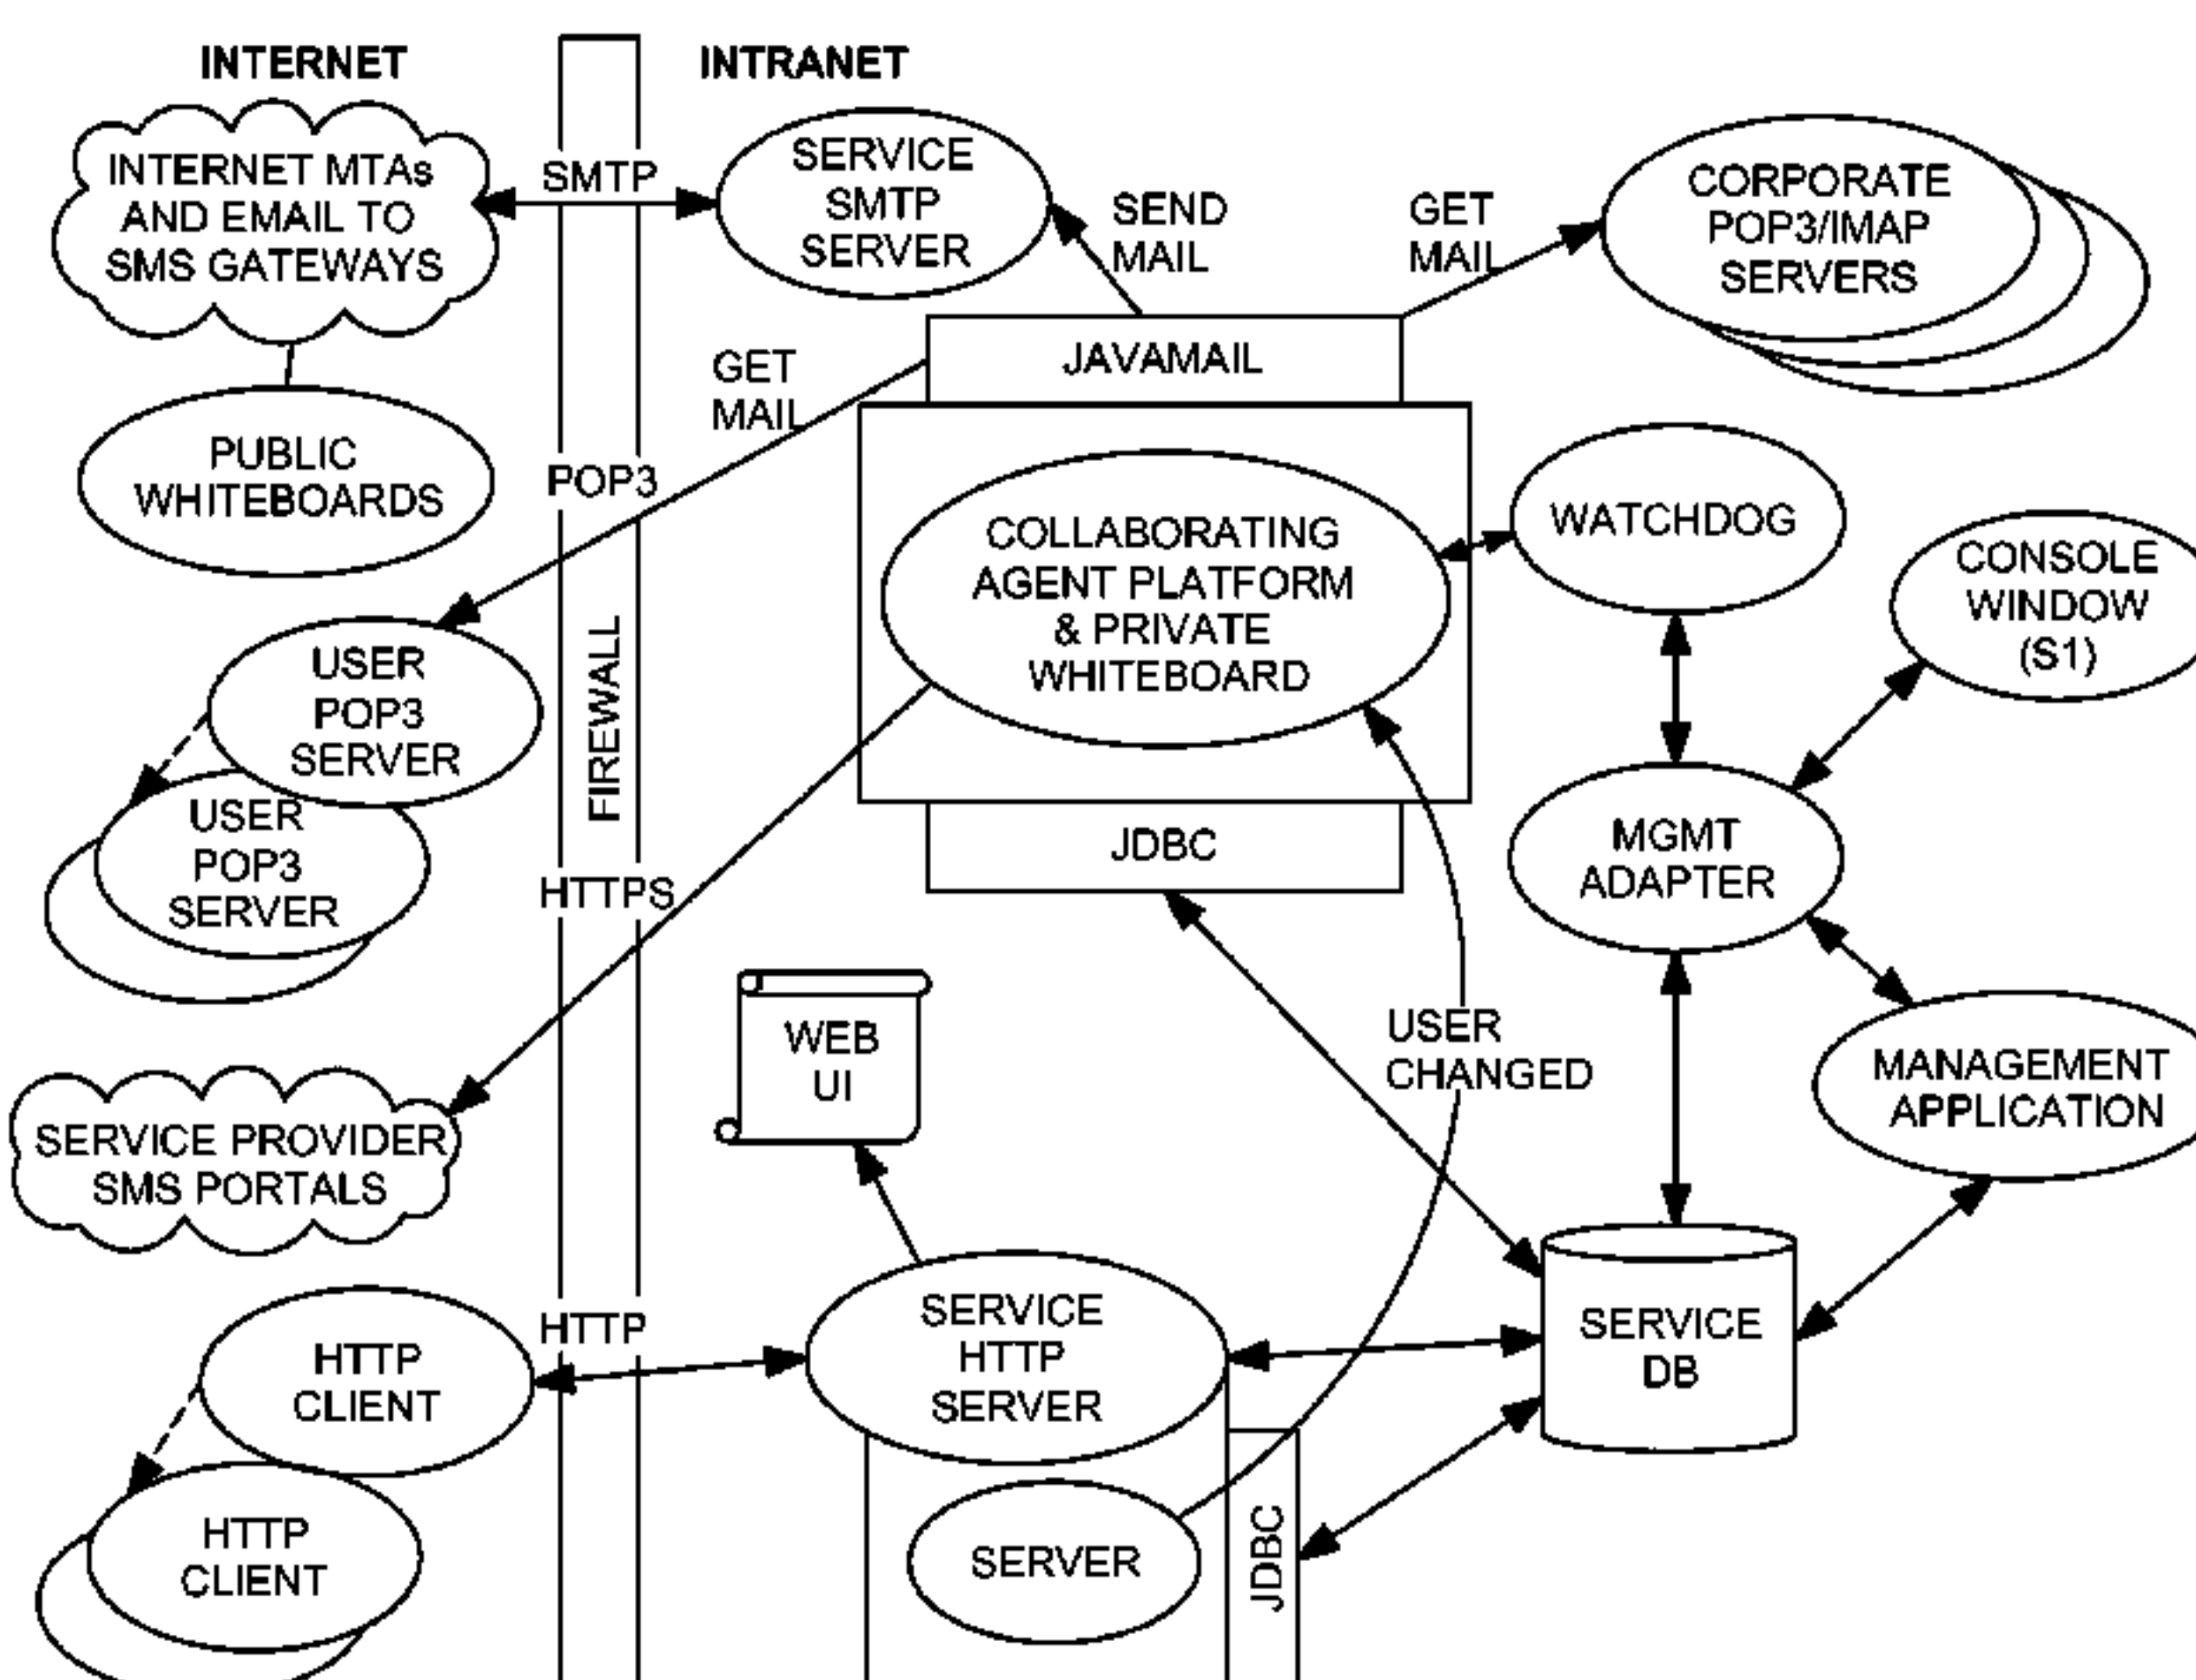 INTERNET
INTRANET
INTERNET MTAs
AND EMAIL TO
SMS GATEWAYS
SMTP
SERVICE
SMTP
SERVER
SEND
MAIL
GET
MAIL
CORPORATE
POP3/IMAP
SERVERS
JAVAMAIL
GET
MAIL
PUBLIC
WHITEBOARDS
POP3
COLLABORATING
AGENT PLATFORM
& PRIVATE
WHITEBOARD
WATCHDOG
CONSOLE
WINDOW
(S1)
USER
POP3
SERVER
FIREWALL
USER
POP3
SERVER
HTTPS
JDBC
MGMT
ADAPTER
WEB
UI
USER
CHANGED
MANAGEMENT
APPLICATION
SERVICE PROVIDER
SMS PORTALS
HTTP
CLIENT
HTTP
SERVICE
HTTP
SERVER
SERVICE
DB
HTTP
CLIENT
SERVER
JDBC